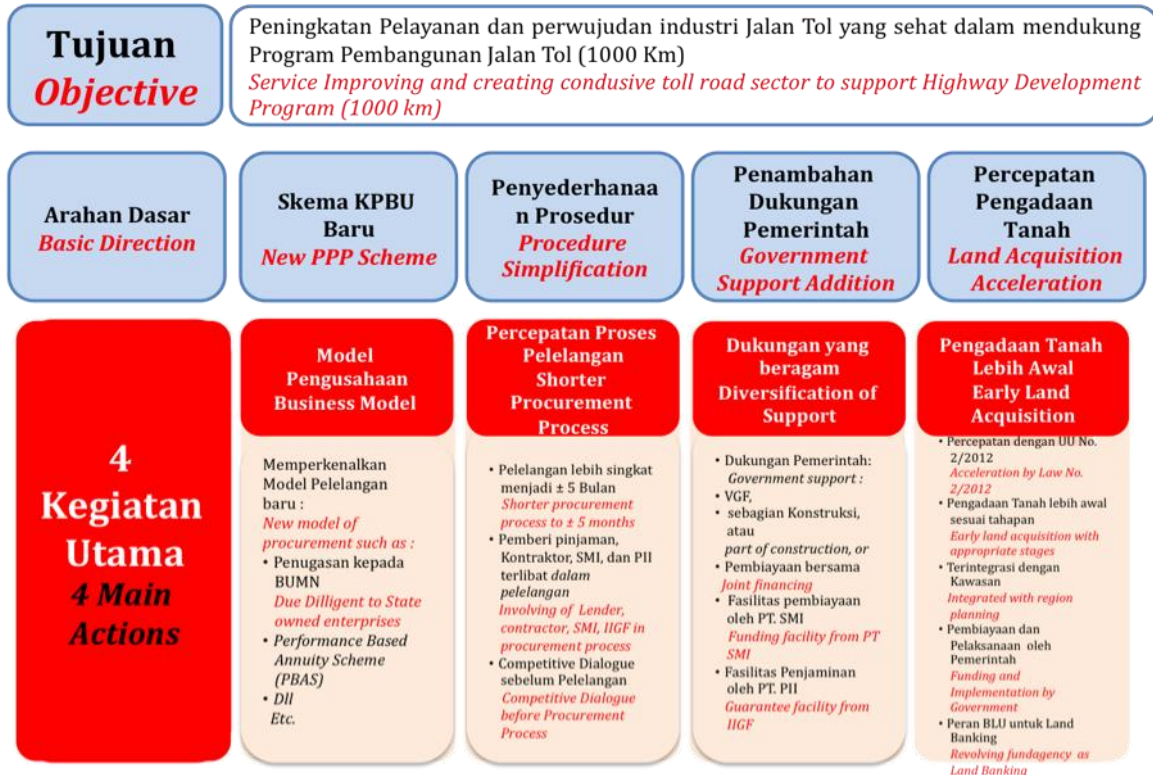 Tujuan
Objective
Peningkatan Pelayanan dan perwujudan industri Jalan Tol yang sehat dalam mendukung
Program Pembangunan Jalan Tol (1000 Km)
Service Improving and creating condusive toll road sector to support Highway Development
Program (1000 km)
Arahan Dasar
Basic Direction
Skema KPBU
Baru
New PPP Scheme
Penyederhanaa
n Prosedur
Procedure
Simplification
Penambahan
Dukungan
Pemerintah
Government
Support Addition
Percepatan
Pengadaan
Tanah
Land Acquisition
Acceleration
4
Kegiatan
Utama
4 Main
Actions
Model
Pengusahaan
Business Model
Memperkenalkan
Model Pelelangan
baru :
New model of
procurement such as :
• Penugasan kepada
BUMN
Due Dilligent to State
owned enterprises
• Performance Based
Annuity Scheme
(PBAS)
• Dll
Etc.
Percepatan Proses
Pelelangan
Shorter
Procurement
Process
• Pelelangan lebih singkat
menjadi ± 5 Bulan
Shorter procurement
process to ± 5 months
• Pemberi pinjaman,
Kontraktor, SMI, dan PII
terlibat dalam
pelelangan
Involving of Lender,
contractor, SMI, IIGF in
procurement process
• Competitive Dialogue
sebelum Pelelangan
Competitive Dialogue
before Procurement
Process
Dukungan yang
beragam
Diversification of
Support
• Dukungan Pemerintah:
Government support :
• VGF,
• sebagian Konstruksi,
atau
part of construction, or
• Pembiayaan bersama
Joint financing
• Fasilitas pembiayaan
oleh PT. SMI
Funding facility from PT
SMI
• Fasilitas Penjaminan
oleh PT. PII
Guarantee facility from
IIGF
Pengadaan Tanah
Lebih Awal
Early Land
Acquisition
• Percepatan dengan UU No.
2/2012
Acceleration by Law No.
2/2012
• Pengadaan Tanah lebih awal
sesuai tahapan
Early land acquisition with
appropriate stages
• Terintegrasi dengan
Kawasan
Integrated with region
planning
• Pembiayaan dan
Pelaksanaan oleh
Pemerintah
Funding and
Implementation by
Government
• Peran BLU untuk Land
Banking
Revolving fundagency as
Land Banking